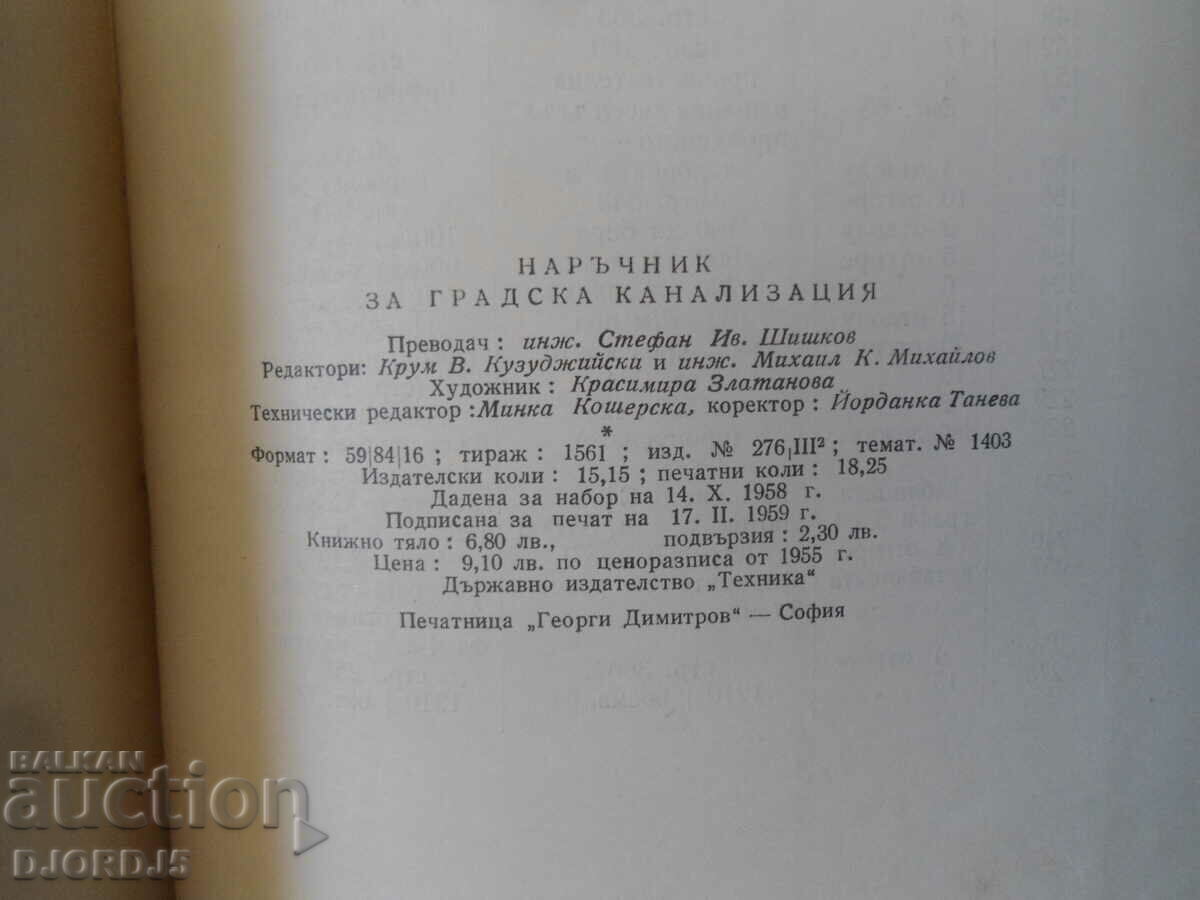 НАРЪЧНИК
ЗА ГРАДСКА КАНАЛИЗАЦИЯ
Преводач : инж. Стефан Ив. Шишков
Редактори: Крум В. Кузуджийски и инж. Михаил К. Михайлов
Художник : Красимира Златанова
Технически редактор : Минка Кошерска, коректор : Йорданка Танева
*
Формат : 59|84|16 ; тираж : 1561 ; изд. № 276|III² ; темат. № 1403
Издателски коли : 15,15 ; печатни коли : 18,25
Дадена за набор на 14. X. 1958 г.
Подписана за печат на 17. II. 1959 г.
Книжно тяло : 6,80 лв., подвързия : 2,30 лв.
Цена : 9,10 лв. по ценоразписа от 1955 г.
Държавно издателство „Техника“
Печатница „Георги Димитров“ — София
BALKAN
auction
DJORDJ5